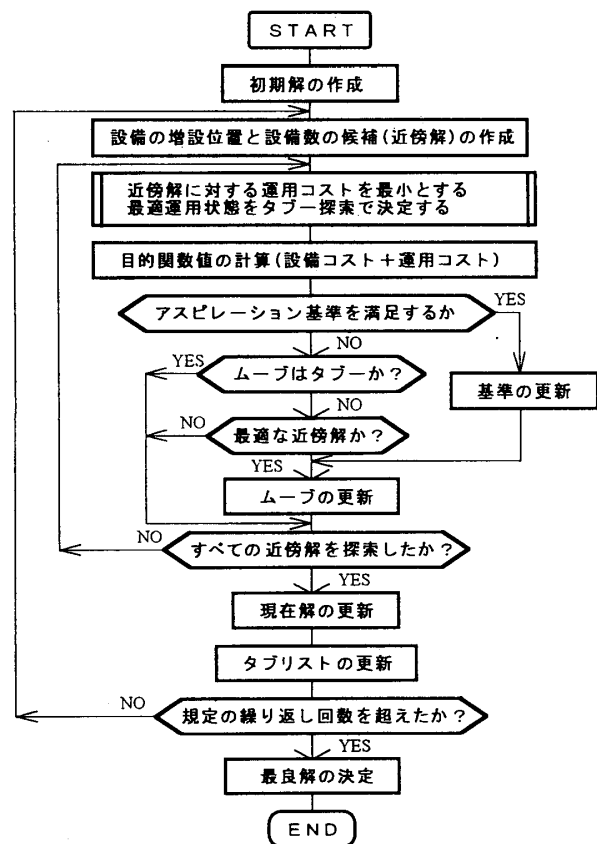 START
初期解の作成
設備の増設位置と設備数の候補(近傍解)の作成
近傍解に対する運用コストを最小とする
最適運用状態をタブー探索で決定する
目的関数値の計算(設備コスト+運用コスト)
アスピレーション基準を満足するか
YES
NO
YES
ムーブはタブーか?
基準の更新
NO
NO
最適な近傍解か?
YES
ムーブの更新
NO
すべての近傍解を探索したか?
YES
現在解の更新
タブリストの更新
NO
規定の繰り返し回数を超えたか?
YES
最良解の決定
END